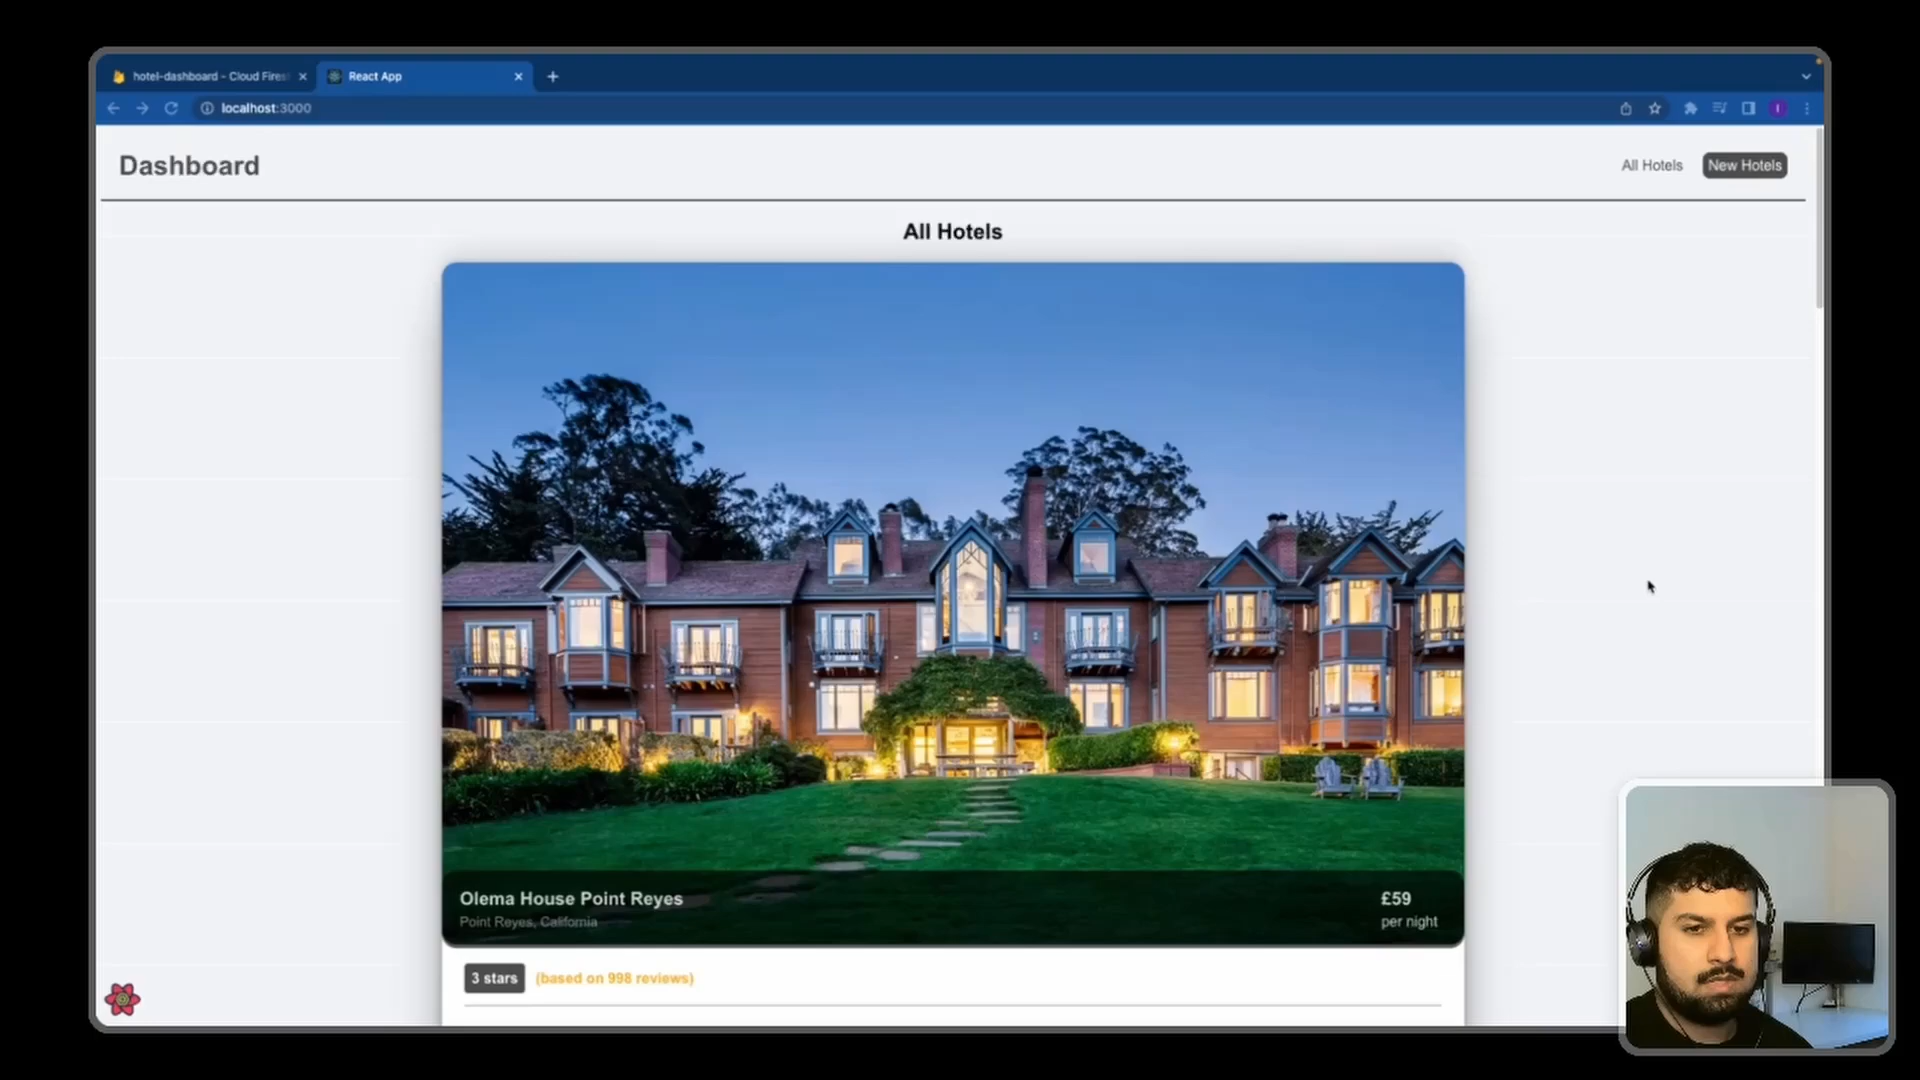 hotel-dashboard - Cloud Fires
React App
localhost:3000
Dashboard
All Hotels
New Hotels
All Hotels
Olema House Point Reyes
Point Reyes, California
£59
per night
3 stars
(based on 998 reviews)